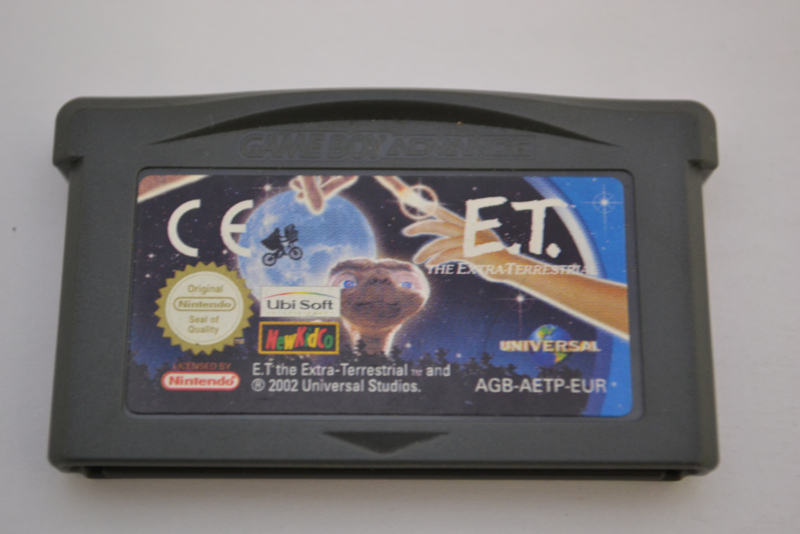 GAME BOY ADVANCE
CE
E.T.
THE EXTRA-TERRESTRIAL
Original
Nintendo
Seal of
Quality
Ubi Soft
NewKidCo
UNIVERSAL
LICENSED BY
Nintendo
E.T the Extra-Terrestrial ™ and
® 2002 Universal Studios.
AGB-AETP-EUR